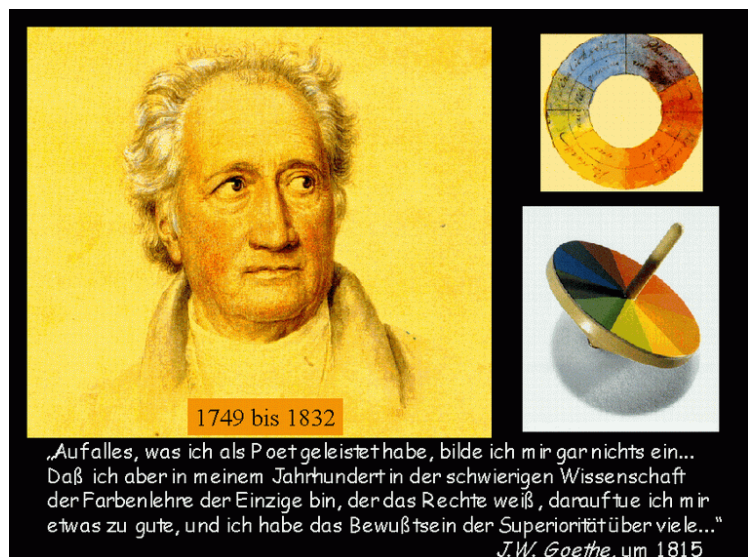 1749 bis 1832
„Auf alles, was ich als Poet geleistet habe, bilde ich mir gar nichts ein...
Daß ich aber in meinem Jahrhundert in der schwierigen Wissenschaft
der Farbenlehre der Einzige bin, der das Rechte weiß, darauf tue ich mir
etwas zu gute, und ich habe das Bewußtsein der Superiorität über viele...“
J.W. Goethe, um 1815